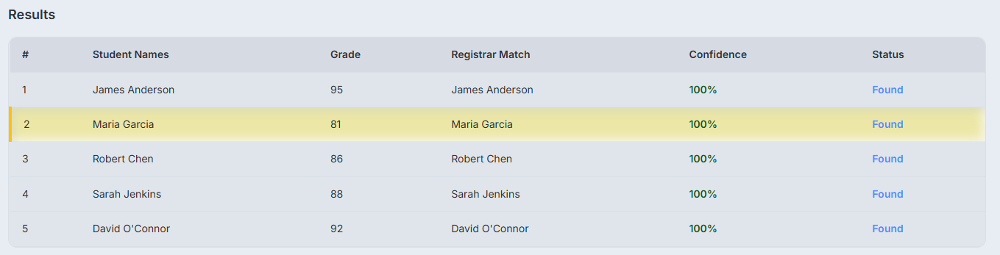 Results
# Student Names Grade Registrar Match Confidence Status
1 James Anderson 95 James Anderson 100% Found
2 Maria Garcia 81 Maria Garcia 100% Found
3 Robert Chen 86 Robert Chen 100% Found
4 Sarah Jenkins 88 Sarah Jenkins 100% Found
5 David O'Connor 92 David O'Connor 100% Found